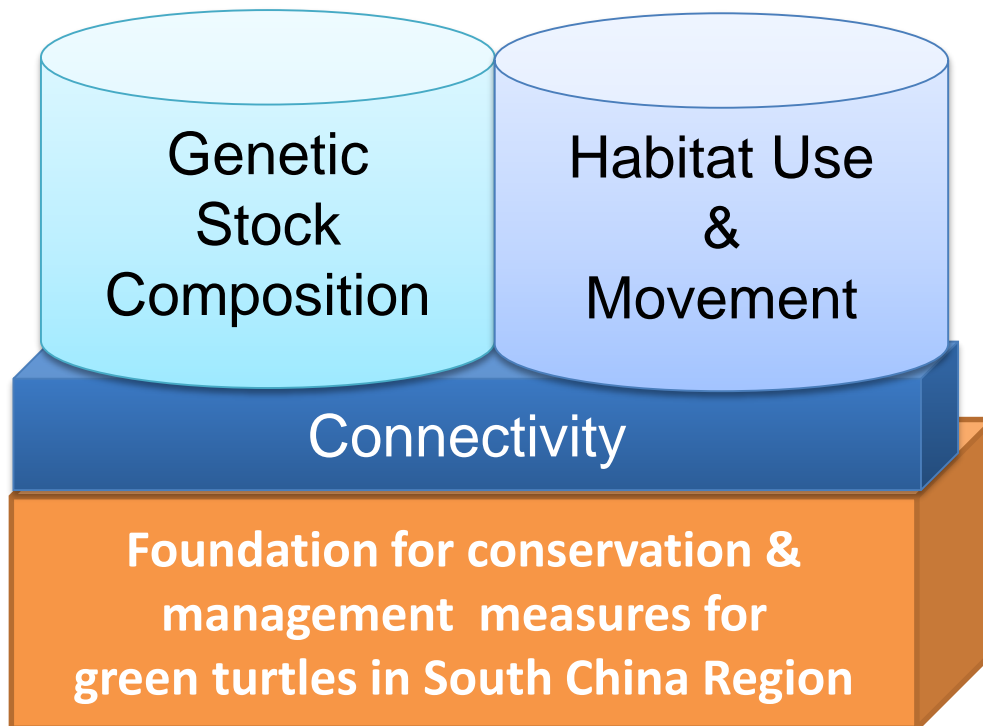 Genetic
Stock
Composition
Habitat Use
&
Movement
Connectivity
Foundation for conservation &
management  measures for
green turtles in South China Region